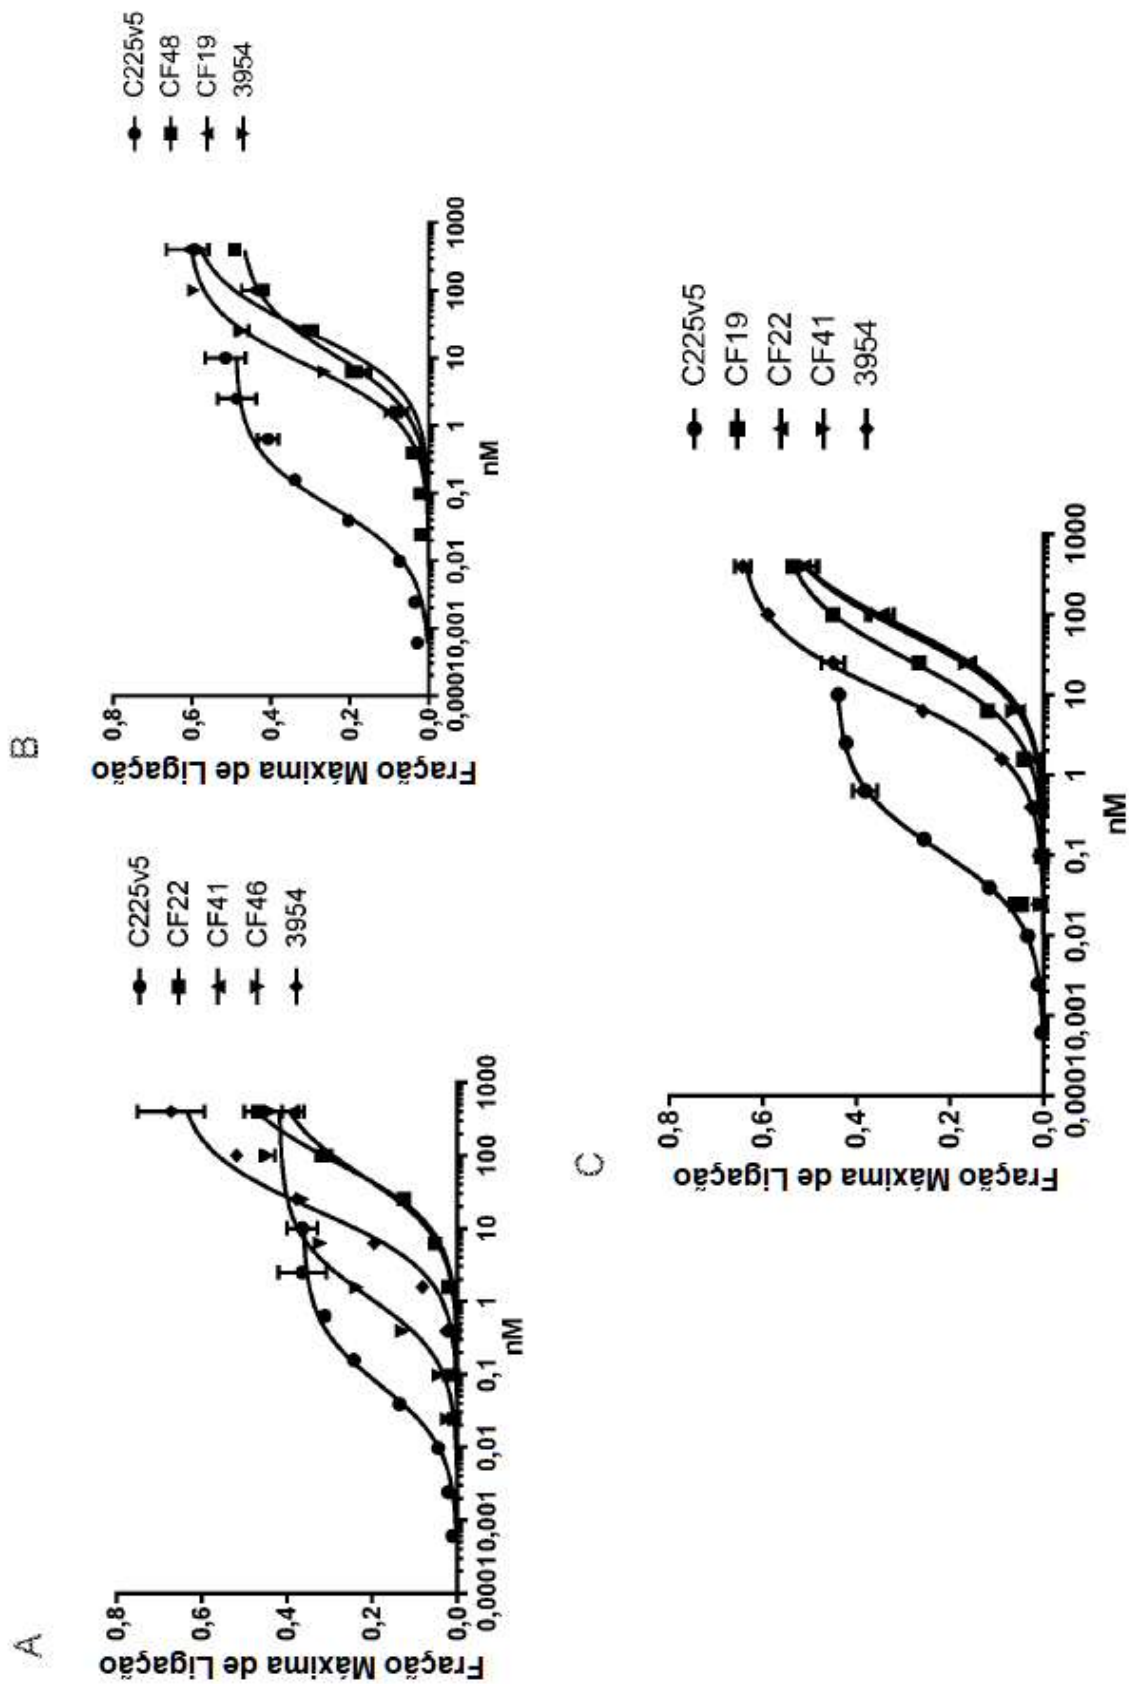 A
Fração Máxima de Ligação
0,8
0,6
0,4
0,2
0,0
0,0001
0,001
0,01
0,1
1
10
100
1000
nM
C225v5
CF22
CF41
CF46
3954
B
Fração Máxima de Ligação
0,8
0,6
0,4
0,2
0,0
0,0001
0,001
0,01
0,1
1
10
100
1000
nM
C225v5
CF48
CF19
3954
C
Fração Máxima de Ligação
0,8
0,6
0,4
0,2
0,0
0,0001
0,001
0,01
0,1
1
10
100
1000
nM
C225v5
CF19
CF22
CF41
3954